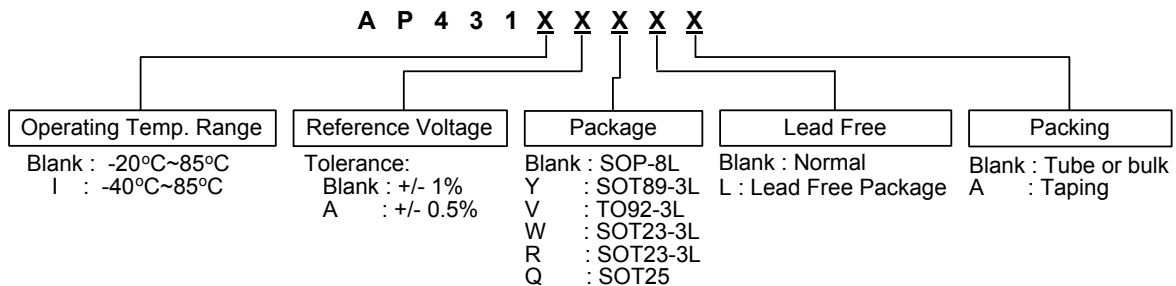 A P 4 3 1 X X X X X
Operating Temp. Range
Blank : -20°C~85°C
I : -40°C~85°C
Reference Voltage
Tolerance:
Blank : +/- 1%
A : +/- 0.5%
Package
Blank : SOP-8L
Y : SOT89-3L
V : TO92-3L
W : SOT23-3L
R : SOT23-3L
Q : SOT25
Lead Free
Blank : Normal
L : Lead Free Package
Packing
Blank : Tube or bulk
A : Taping